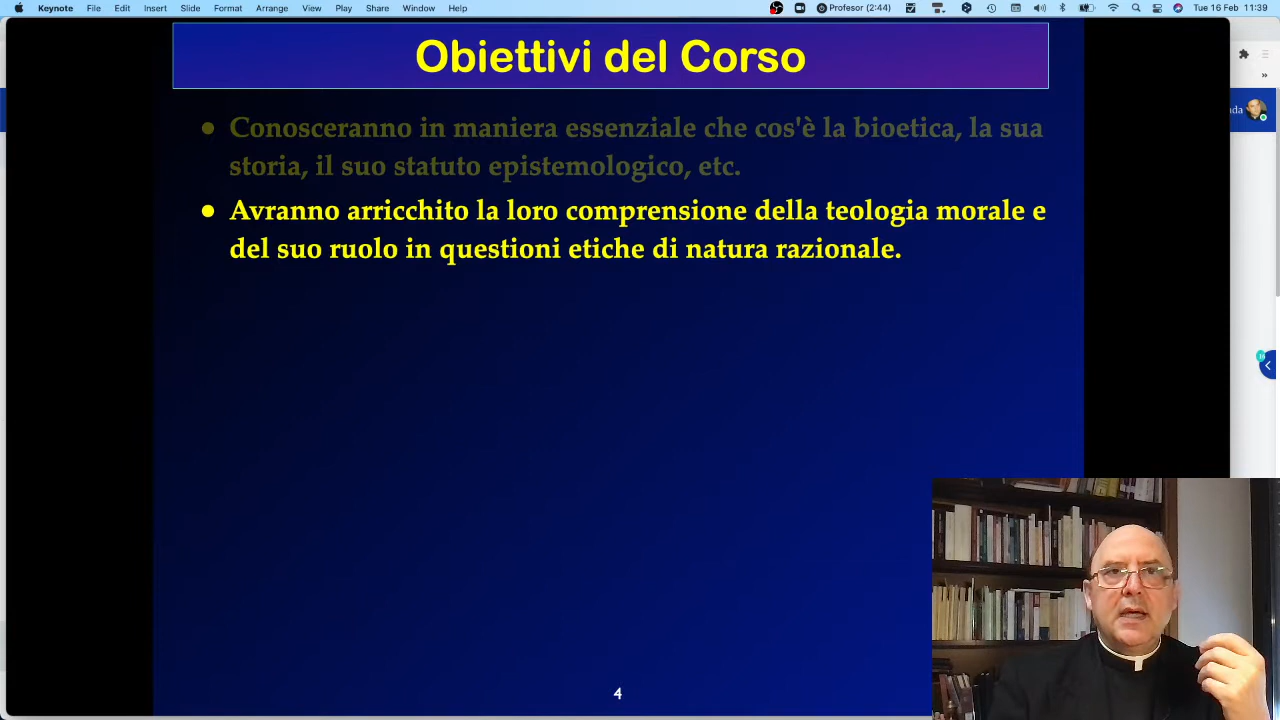 Keynote File Edit Insert Slide Format Arrange View Play Share Window Help Profesor (2:44) Tue 16 Feb 11:39
Obiettivi del Corso
● Conosceranno in maniera essenziale che cos'è la bioetica, la sua
storia, il suo statuto epistemologico, etc.
● Avranno arricchito la loro comprensione della teologia morale e
del suo ruolo in questioni etiche di natura razionale.
4